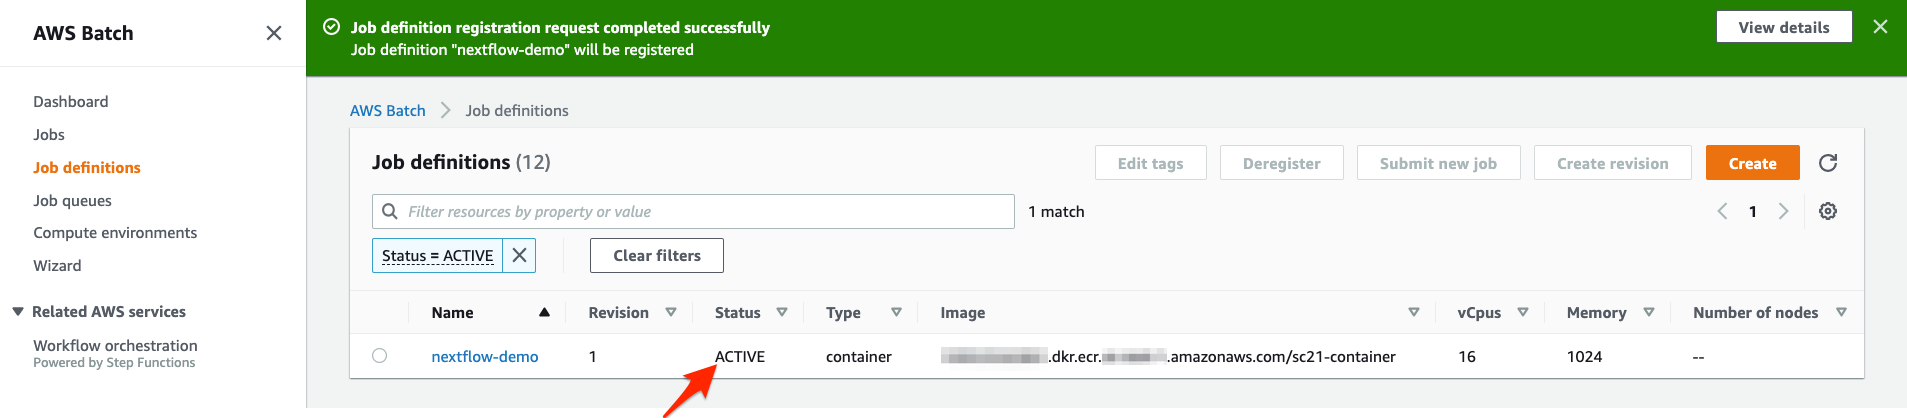 AWS Batch
Dashboard
Jobs
Job definitions
Job queues
Compute environments
Wizard
Related AWS services
Workflow orchestration
Powered by Step Functions
Job definition registration request completed successfully
Job definition "nextflow-demo" will be registered
View details
AWS Batch Job definitions
Job definitions (12)
Edit tags Deregister Submit new job Create revision Create
Filter resources by property or value 1 match 1
Status = ACTIVE Clear filters
Name Revision Status Type Image vCpus Memory Number of nodes
nextflow-demo 1 ACTIVE container .dkr.ecr. .amazonaws.com/sc21-container 16 1024 --